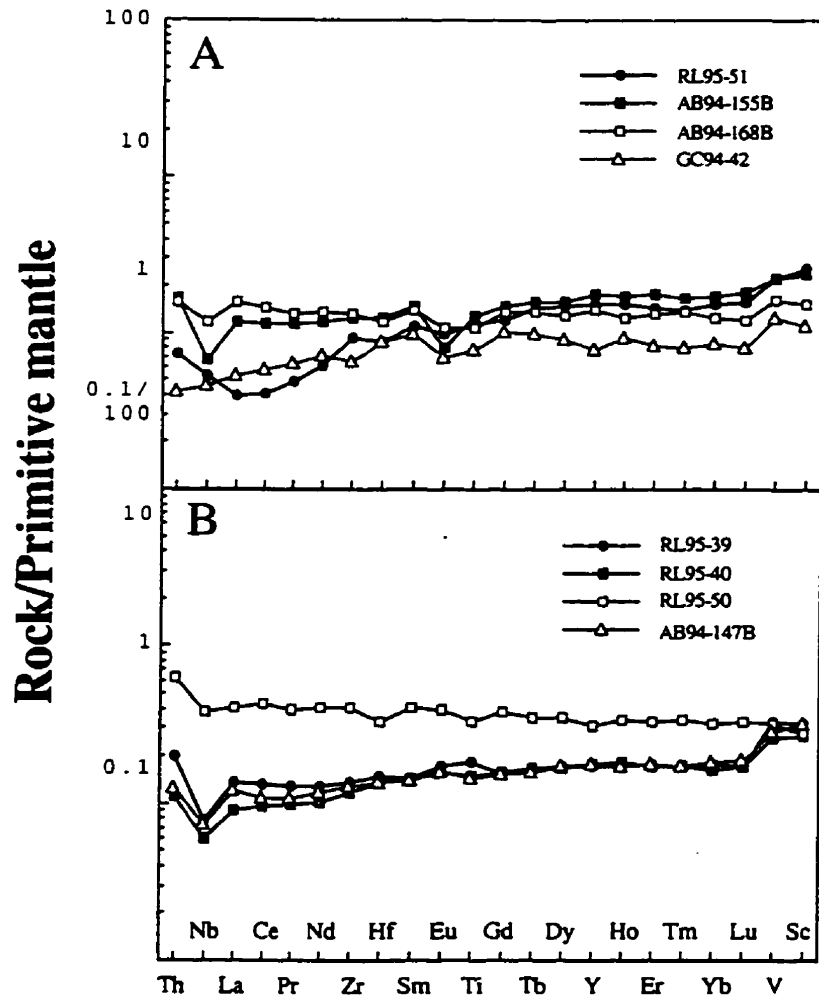 100
A
RL95-51
AB94-155B
AB94-168B
GC94-42
10
1
0.1/
100
Rock/Primitive mantle
B
RL95-39
RL95-40
RL95-50
AB94-147B
10
1
0.1
Nb Ce Nd Hf Eu Gd Dy Ho Tm Lu Sc
Th La Pr Zr Sm Ti Tb Y Er Yb V